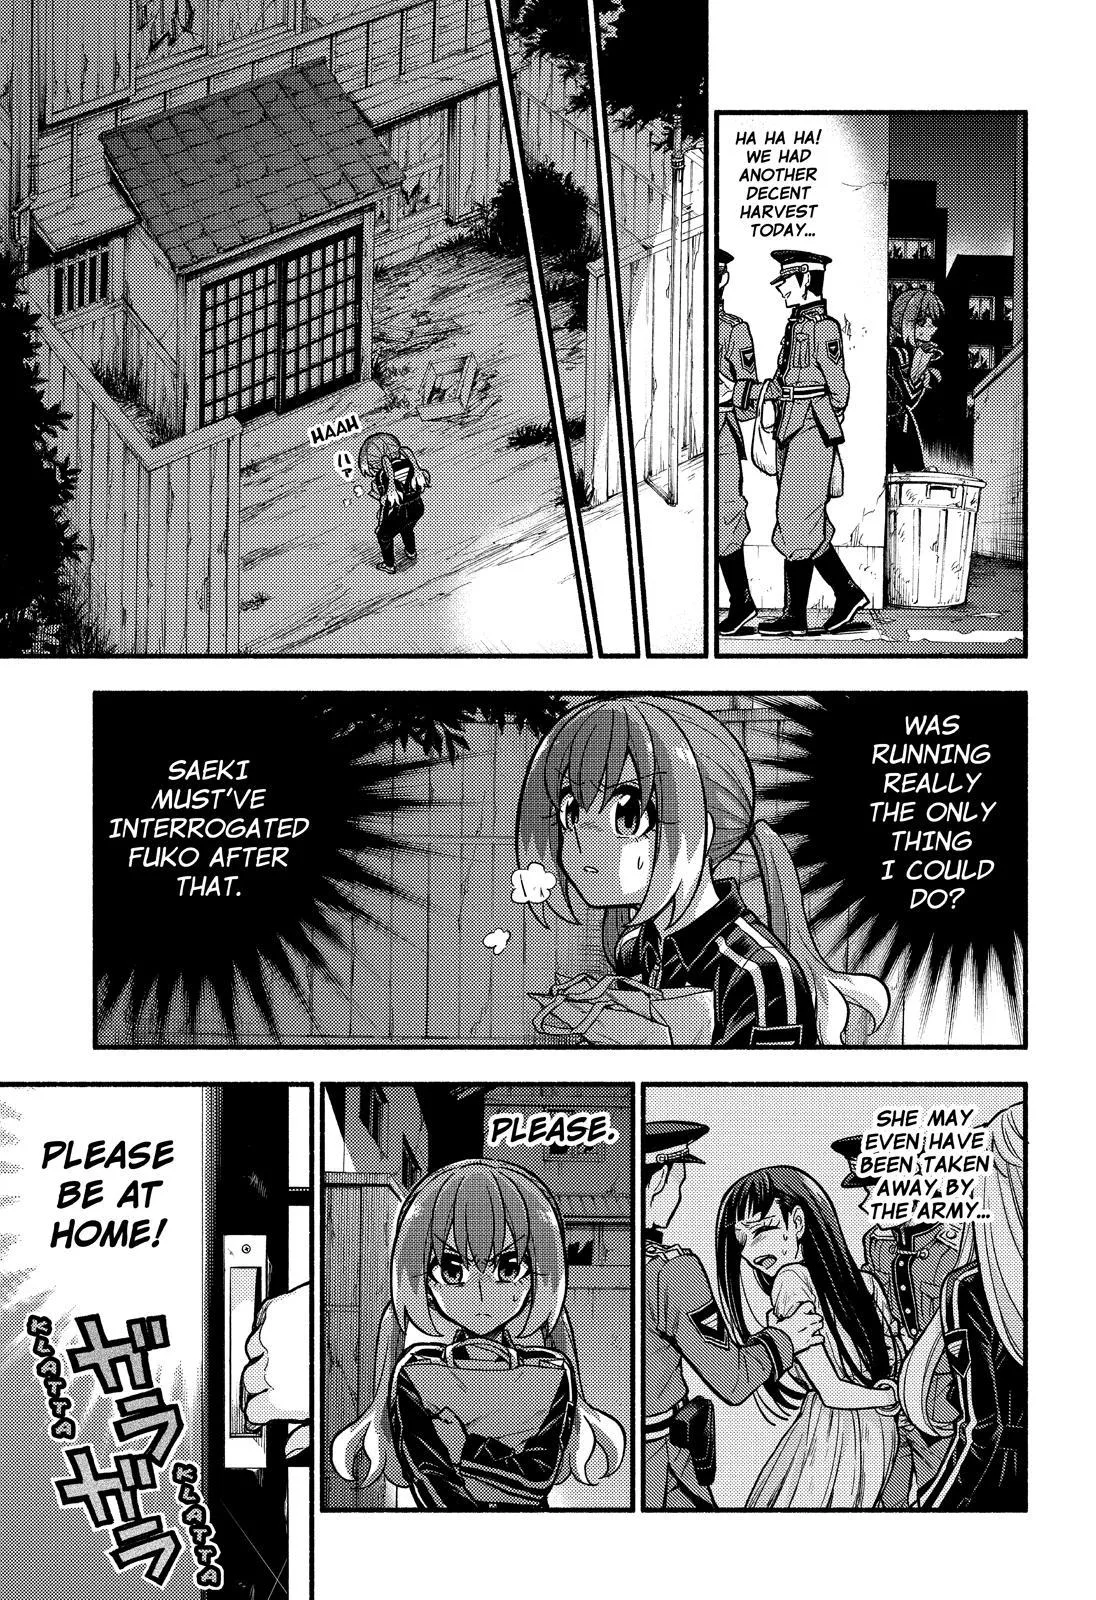 HA HA HA!
WE HAD
ANOTHER
DECENT
HARVEST
TODAY...
HAAH
ハァ
WAS
RUNNING
REALLY
THE ONLY
THING
I COULD
DO?
SAEKI
MUST'VE
INTERROGATED
FUKO AFTER
THAT.
SHE MAY
EVEN HAVE
BEEN TAKEN
AWAY BY
THE ARMY...
PLEASE.
PLEASE
BE AT
HOME!
ガラ
KLATTA
ガラ
KLATTA